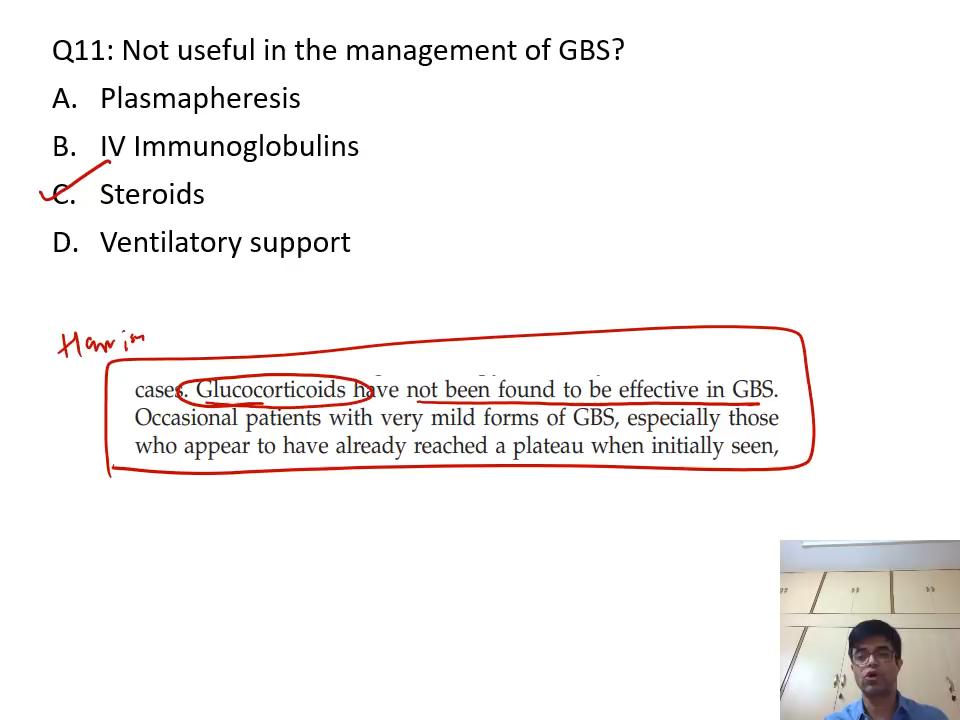 Q11: Not useful in the management of GBS?
A. Plasmapheresis
B. IV Immunoglobulins
C. Steroids
D. Ventilatory support
cases. Glucocorticoids have not been found to be effective in GBS.
Occasional patients with very mild forms of GBS, especially those
who appear to have already reached a plateau when initially seen,